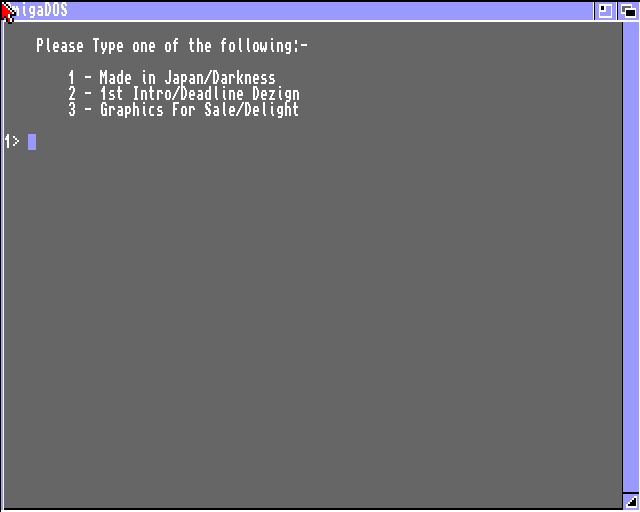 migaDOS
Please Type one of the following:-
1 - Made in Japan/Darkness
2 - 1st Intro/Deadline Dezign
3 - Graphics For Sale/Delight
1>